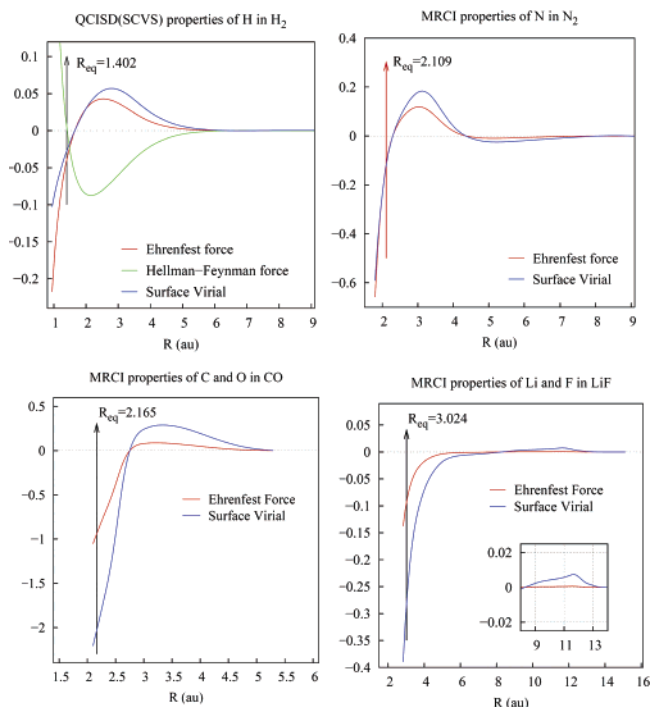 QCISD(SCVS) properties of H in H2
Req=1.402
0.1
0.05
0
−0.05
−0.1
−0.15
−0.2
Ehrenfest force
Hellman−Feynman force
Surface Virial
1 2 3 4 5 6 7 8 9
R (au)
MRCI properties of N in N2
Req=2.109
0.4
0.2
0
−0.2
−0.4
−0.6
Ehrenfest force
Surface Virial
2 3 4 5 6 7 8 9
R (au)
MRCI properties of C and O in CO
Req=2.165
0.5
0
−0.5
−1
−1.5
−2
Ehrenfest Force
Surface Virial
1.5 2 2.5 3 3.5 4 4.5 5 5.5 6
R (au)
MRCI properties of Li and F in LiF
Req=3.024
0.05
0
−0.05
−0.1
−0.15
−0.2
−0.25
−0.3
−0.35
−0.4
Ehrenfest Force
Surface Virial
0.02
0
−0.02
9 11 13
2 4 6 8 10 12 14 16
R (au)